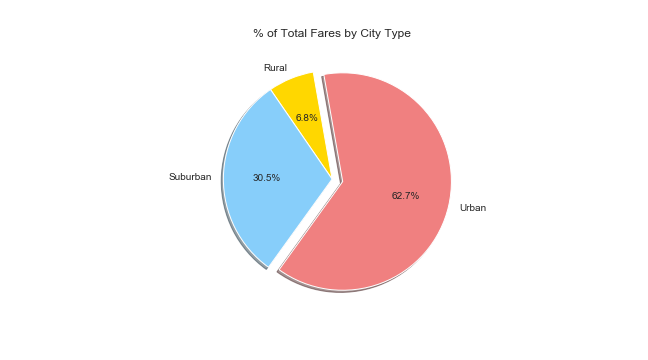 % of Total Fares by City Type
Rural
6.8%
Suburban
30.5%
62.7%
Urban